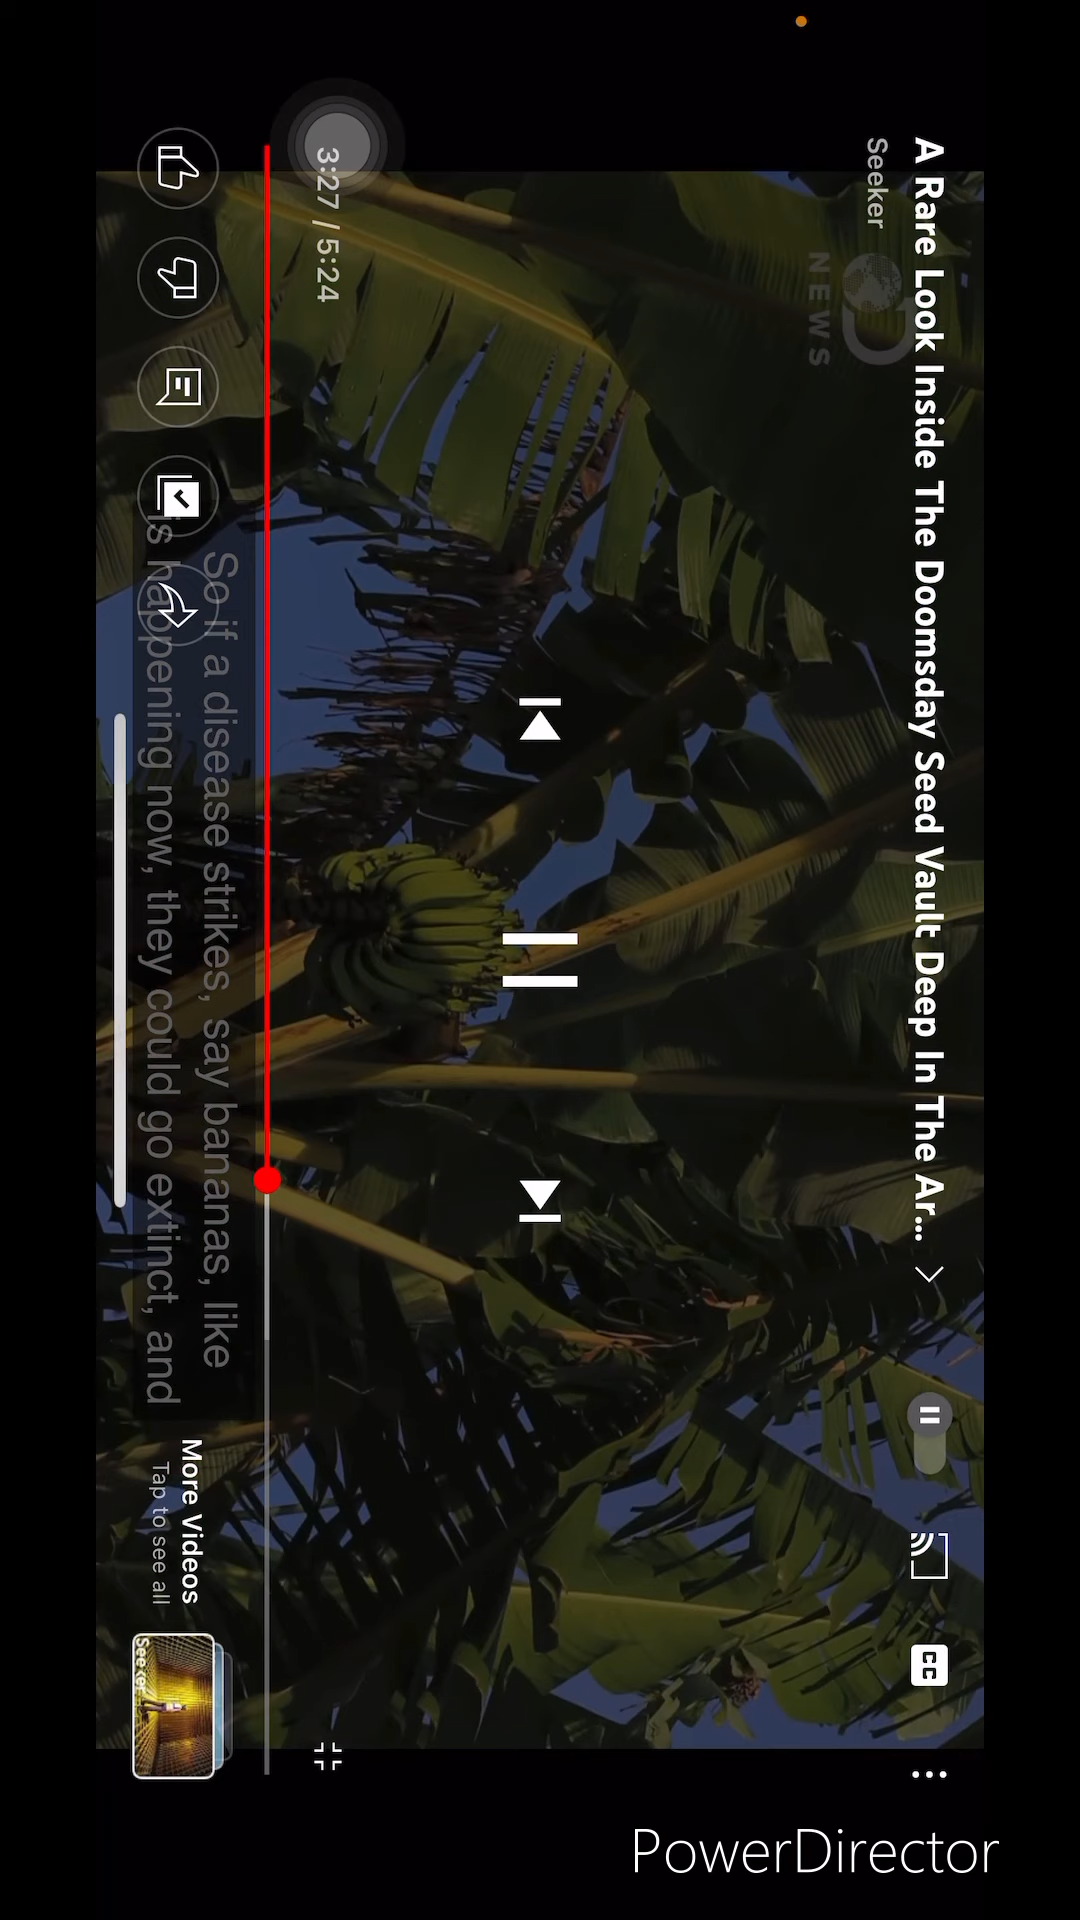 A Rare Look Inside The Doomsday Seed Vault Deep In The Ar...
Seeker
NEWS
CC
3:27 / 5:24
So if a disease strikes, say bananas, like
is happening now, they could go extinct, and
More Videos
Tap to see all
Seeker
PowerDirector